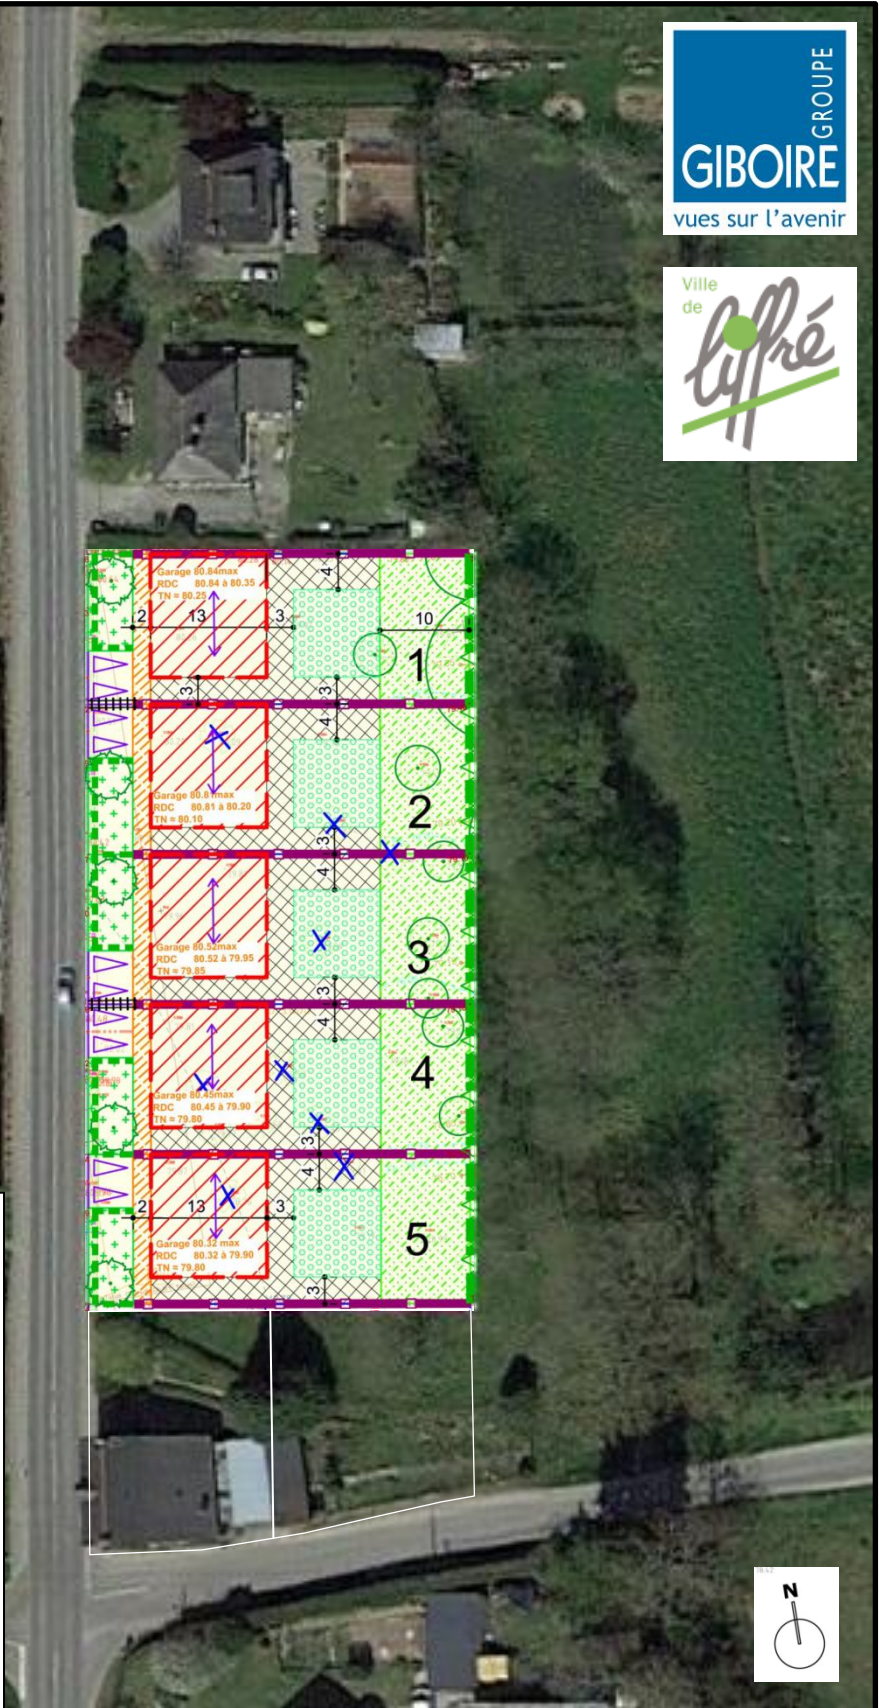 GROUPE
GIBOIRE
vues sur l'avenir
Ville
de
liffré
Garage 80.84max
RDC 80.84 à 80.35
TN = 80.25
2 13 3 4 10
1
3 3
4
2
RDC 80.81 à 80.20
TN = 80.10
3
4
Garage 80.52max
RDC 80.52 à 79.95
TN = 79.85
3
3
4
4
Garage 80.45max
RDC 80.45 à 79.90
TN = 79.80
3
4
2 13 3
5
Garage 80.32 max
RDC 80.32 à 79.90
TN = 79.80
3
N